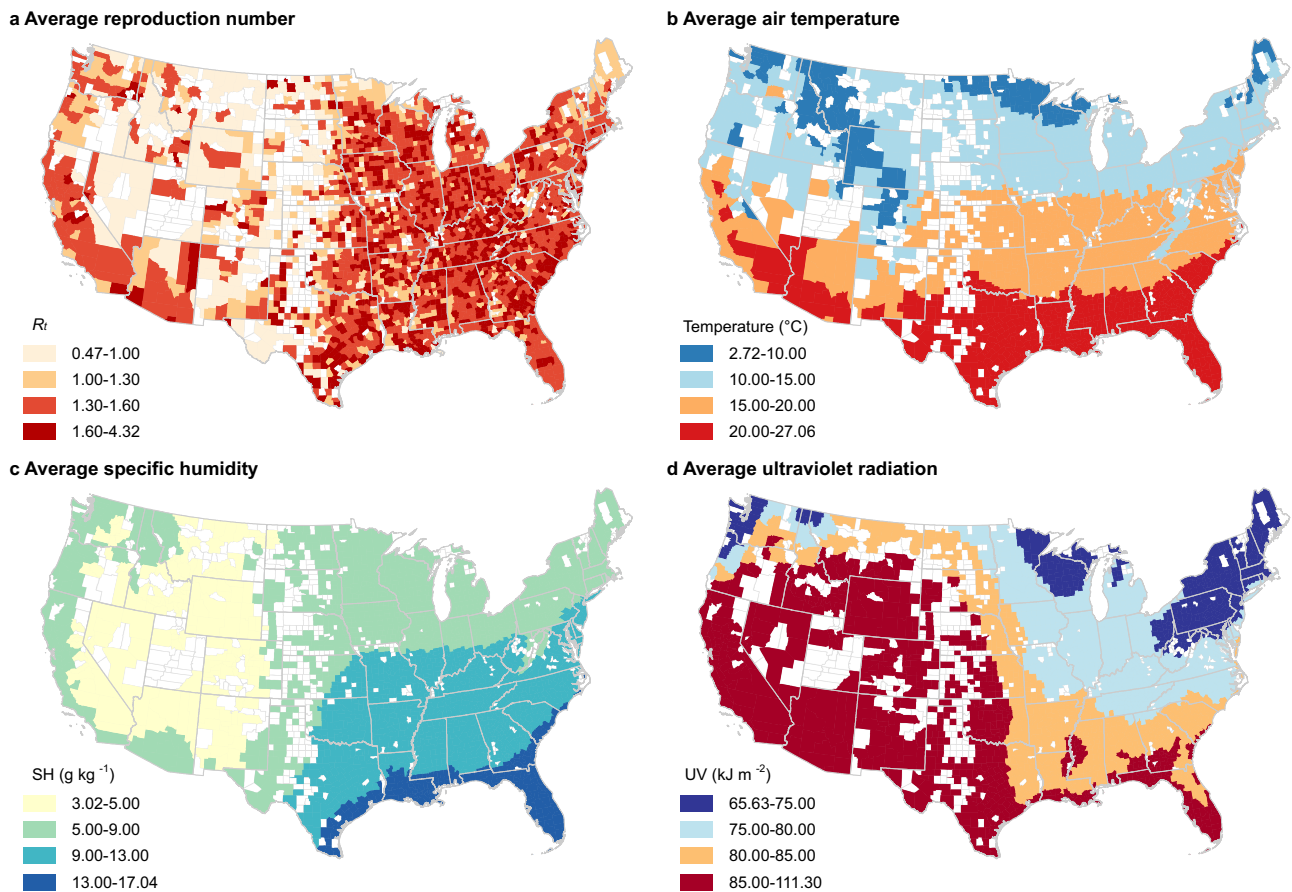 a Average reproduction number
Rt
0.47-1.00
1.00-1.30
1.30-1.60
1.60-4.32
b Average air temperature
Temperature (°C)
2.72-10.00
10.00-15.00
15.00-20.00
20.00-27.06
c Average specific humidity
SH (g kg -1)
3.02-5.00
5.00-9.00
9.00-13.00
13.00-17.04
d Average ultraviolet radiation
UV (kJ m -2)
65.63-75.00
75.00-80.00
80.00-85.00
85.00-111.30